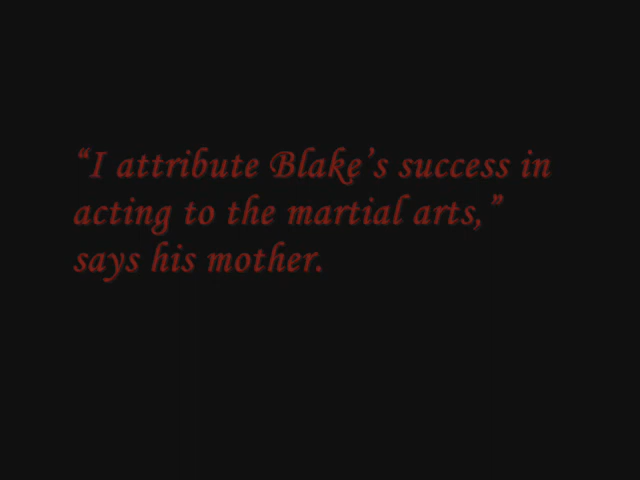 “I attribute Blake’s success in
acting to the martial arts,”
says his mother.